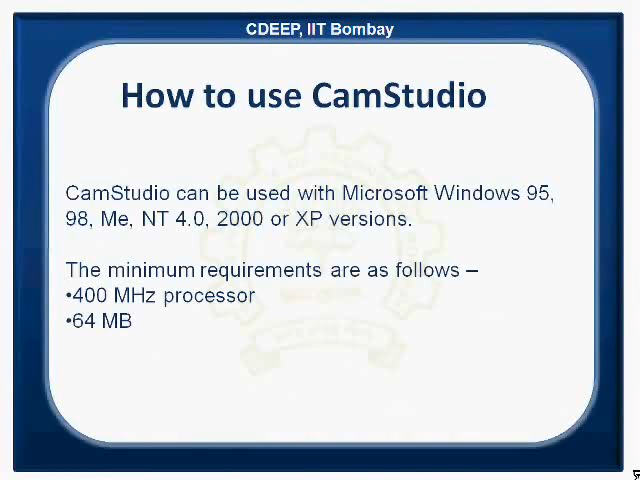 CDEEP, IIT Bombay
How to use CamStudio
CamStudio can be used with Microsoft Windows 95,
98, Me, NT 4.0, 2000 or XP versions.
The minimum requirements are as follows –
•400 MHz processor
•64 MB